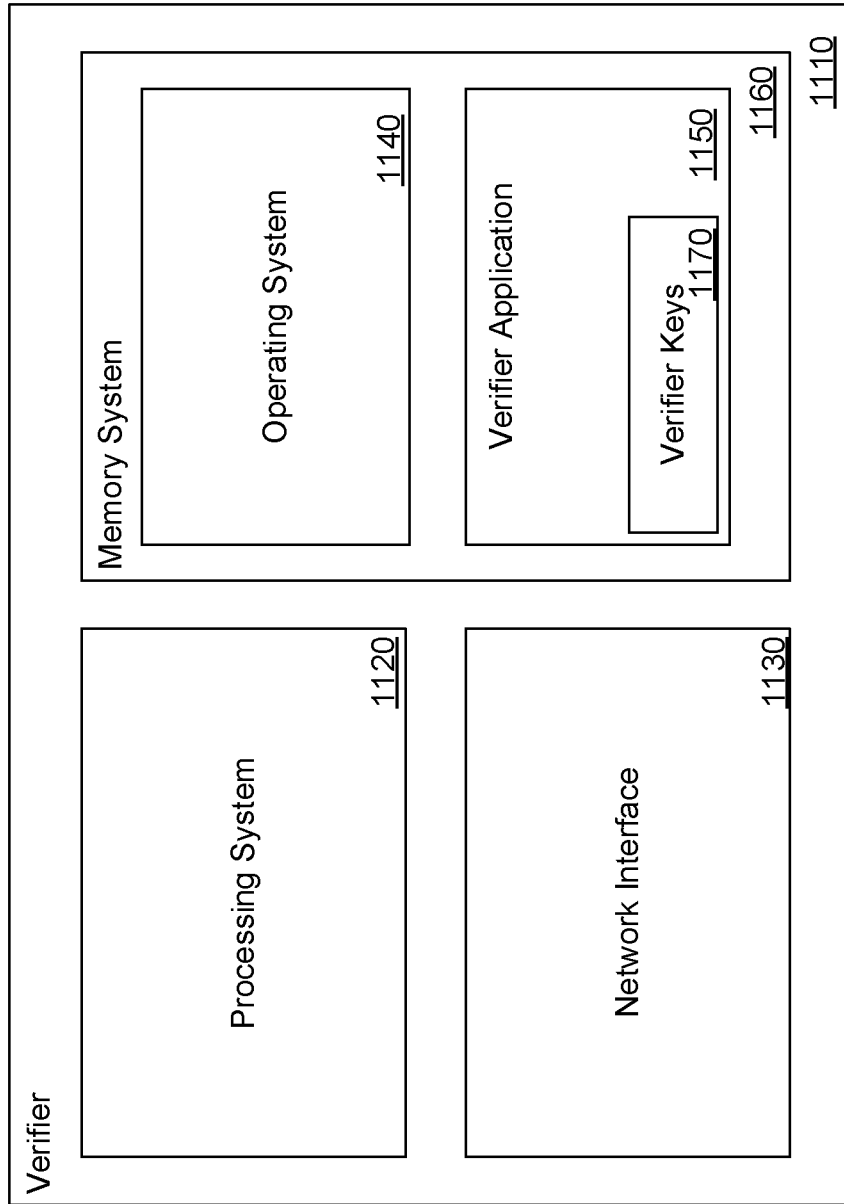 Verifier
Processing System
1120
Network Interface
1130
Memory System
Operating System
1140
Verifier Application
Verifier Keys
1170
1150
1160
1110